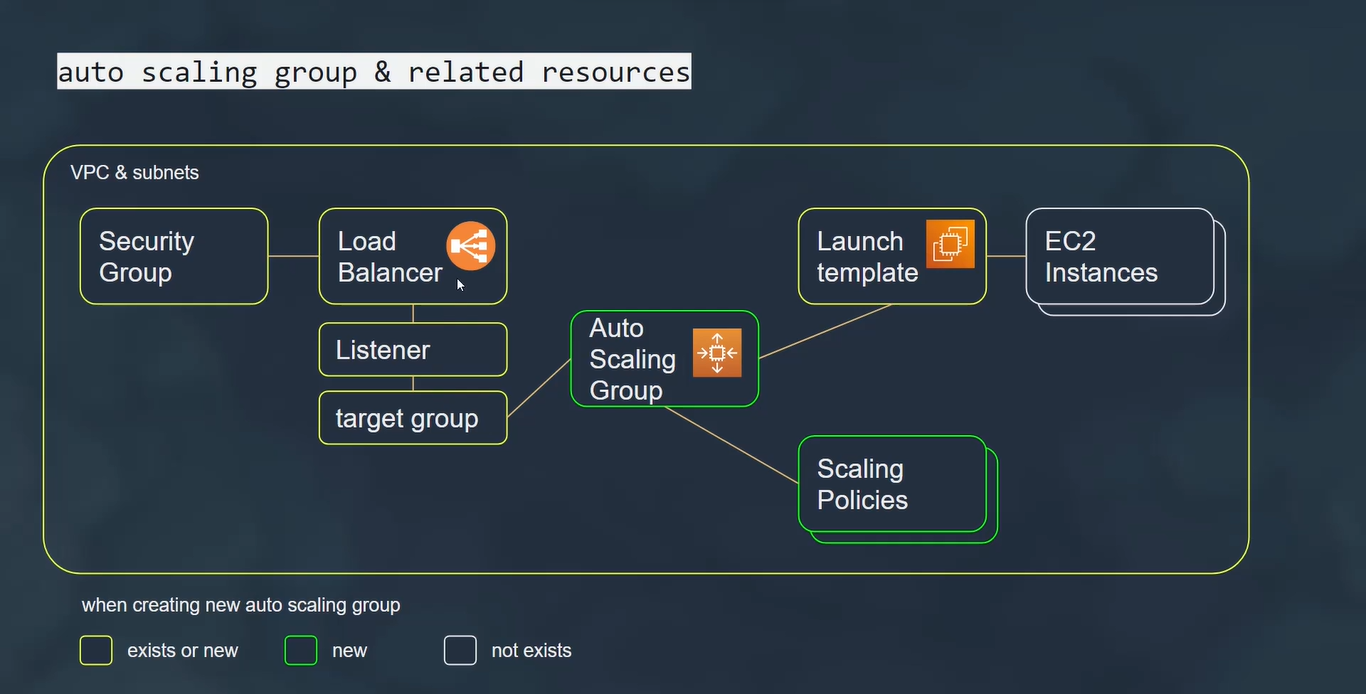 auto scaling group & related resources
VPC & subnets
Security
Group
Load
Balancer
Listener
target group
Auto
Scaling
Group
Launch
template
EC2
Instances
Scaling
Policies
when creating new auto scaling group
exists or new
new
not exists